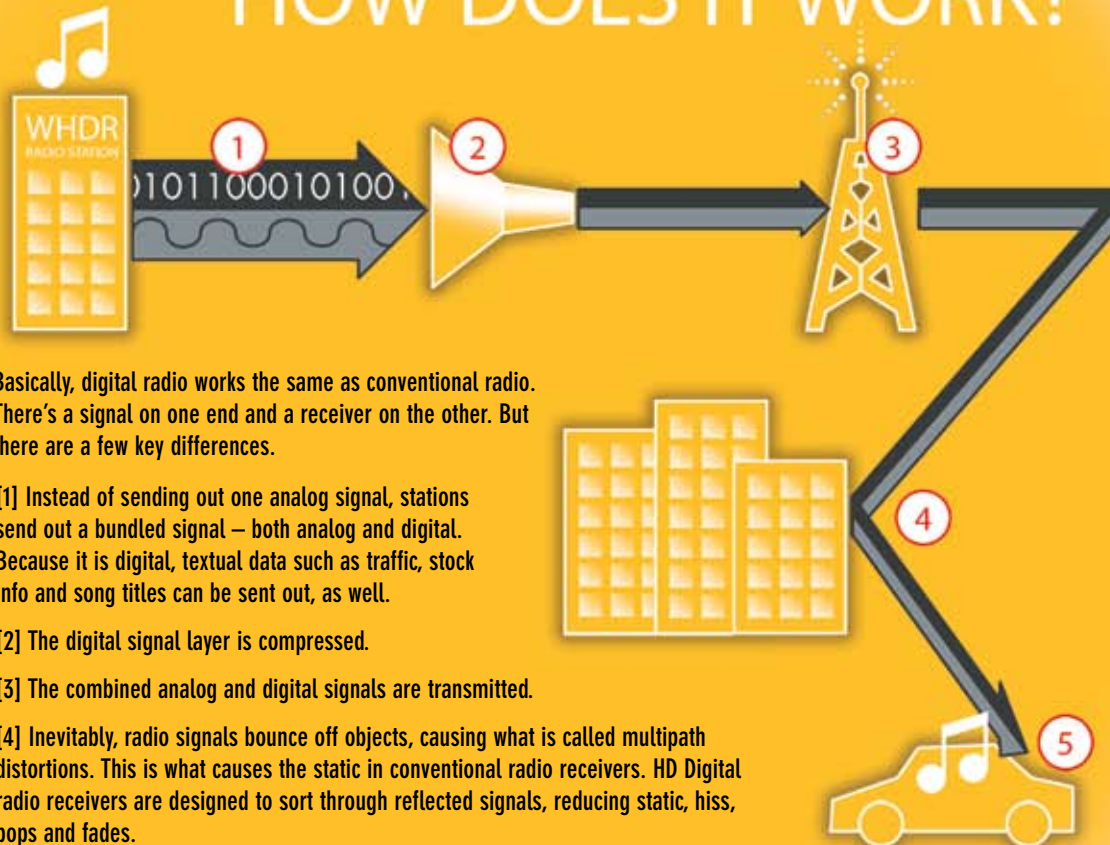 HOW DOES IT WORK?
WHDR
RADIO STATION
1
2
3
0101100010100
Basically, digital radio works the same as conventional radio.
There's a signal on one end and a receiver on the other. But
there are a few key differences.
[1] Instead of sending out one analog signal, stations
send out a bundled signal – both analog and digital.
Because it is digital, textual data such as traffic, stock
info and song titles can be sent out, as well.
4
[2] The digital signal layer is compressed.
[3] The combined analog and digital signals are transmitted.
[4] Inevitably, radio signals bounce off objects, causing what is called multipath
distortions. This is what causes the static in conventional radio receivers. HD Digital
radio receivers are designed to sort through reflected signals, reducing static, hiss,
pops and fades.
5